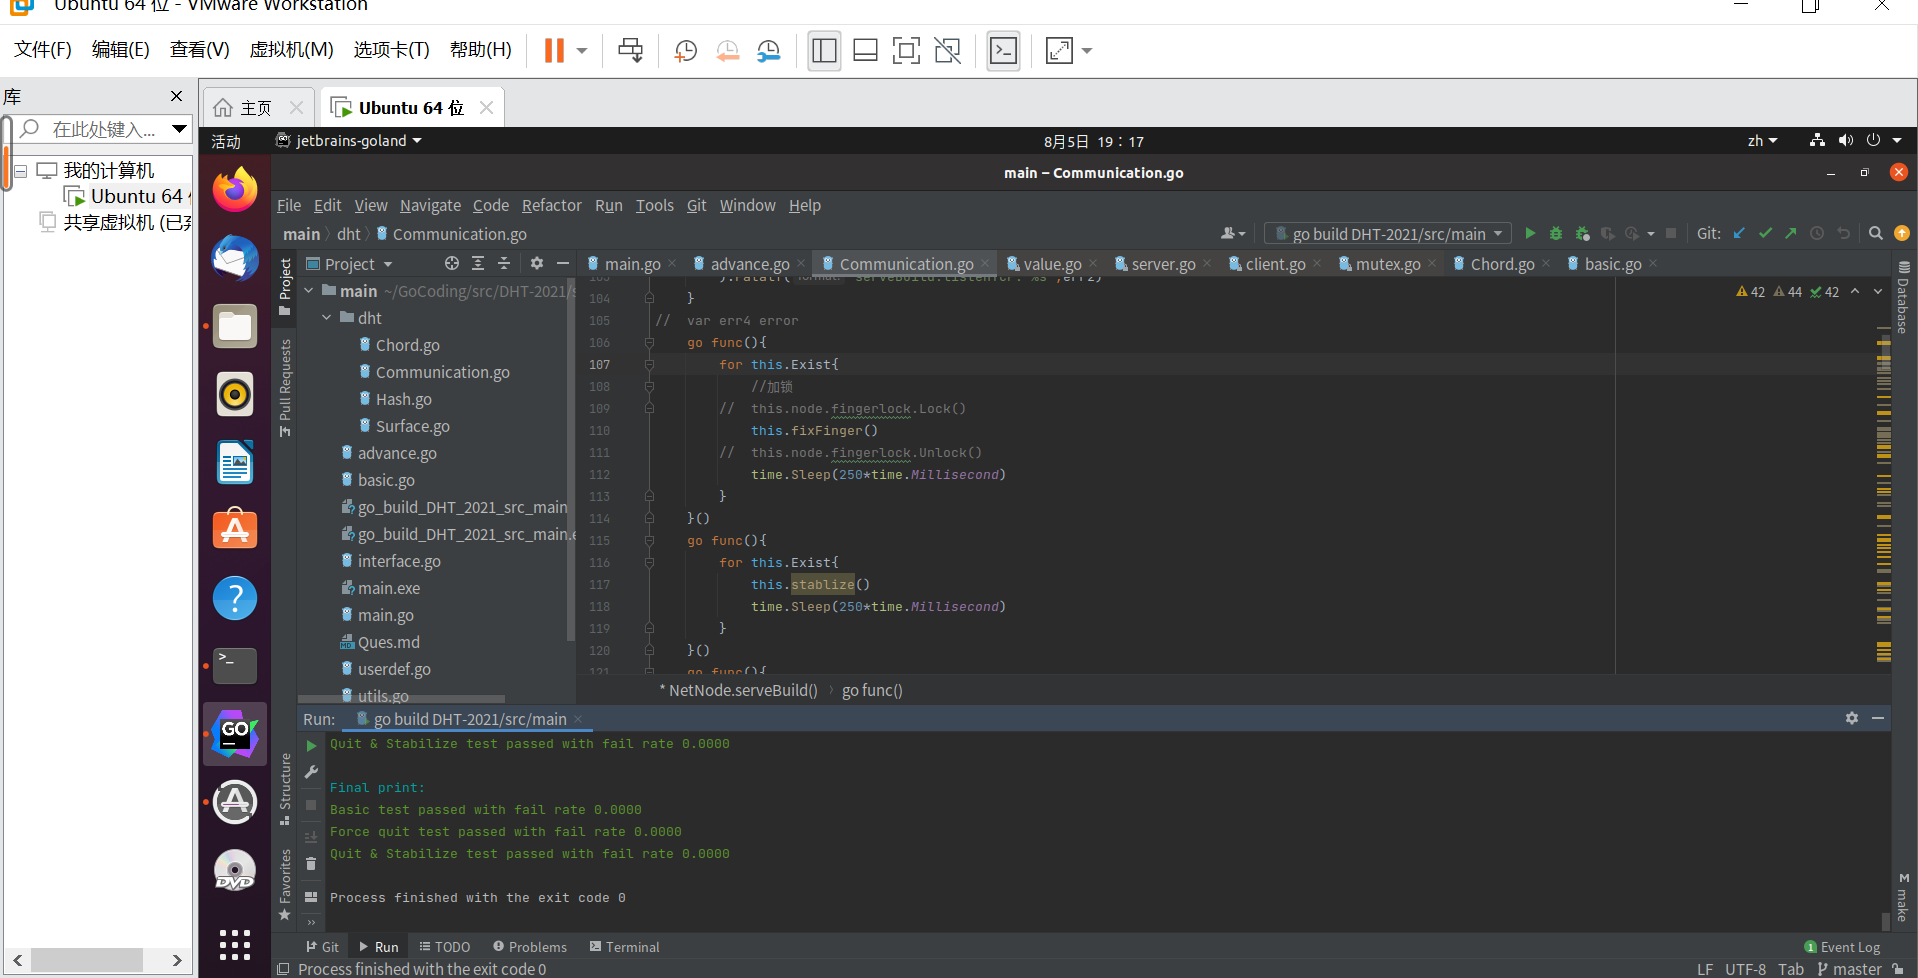 Ubuntu 64 位 - VMware Workstation
文件(F) 编辑(E) 查看(V) 虚拟机(M) 选项卡(T) 帮助(H)
库
在此处键入...
我的计算机
Ubuntu 64
共享虚拟机 (已
主页
Ubuntu 64 位
活动
jetbrains-goland
8月5日 19：17
zh
main – Communication.go
File Edit View Navigate Code Refactor Run Tools Git Window Help
main dht Communication.go
go build DHT-2021/src/main
Git:
Project
main ~/GoCoding/src/DHT-2021/s
dht
Chord.go
Communication.go
Hash.go
Surface.go
advance.go
basic.go
go_build_DHT_2021_src_main
go_build_DHT_2021_src_main.e
interface.go
main.exe
main.go
Ques.md
userdef.go
utils.go
Project
Pull Requests
Structure
Favorites
main.go advance.go Communication.go value.go server.go client.go mutex.go Chord.go basic.go
42 44 42
104 }
105 // var err4 error
106 go func(){
107 for this.Exist{
108 //加锁
109 // this.node.fingerlock.Lock()
110 this.fixFinger()
111 // this.node.fingerlock.Unlock()
112 time.Sleep(250*time.Millisecond)
113 }
114 }()
115 go func(){
116 for this.Exist{
117 this.stablize()
118 time.Sleep(250*time.Millisecond)
119 }
120 }()
121 go func(){
* NetNode.serveBuild() go func()
Database
make
Run: go build DHT-2021/src/main
Quit & Stabilize test passed with fail rate 0.0000
Final print:
Basic test passed with fail rate 0.0000
Force quit test passed with fail rate 0.0000
Quit & Stabilize test passed with fail rate 0.0000
Process finished with the exit code 0
Git Run TODO Problems Terminal
1 Event Log
Process finished with the exit code 0
LF UTF-8 Tab master